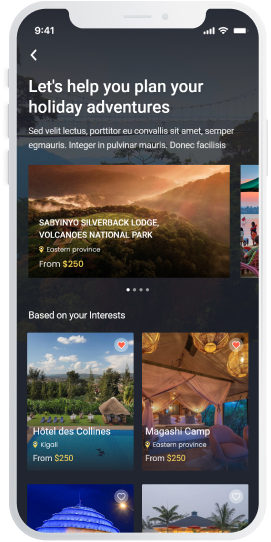 9:41
Let's help you plan your
holiday adventures
Sed velit lectus, porttitor eu convallis sit amet, semper
egmauris. Integer in pulvinar mauris. Donec facilisis
SABYINYO SILVERBACK LODGE,
VOLCANOES NATIONAL PARK
Eastern province
From $250
Based on your Interests
Hôtel des Collines
Kigali
From $250
Magashi Camp
Eastern province
From $250